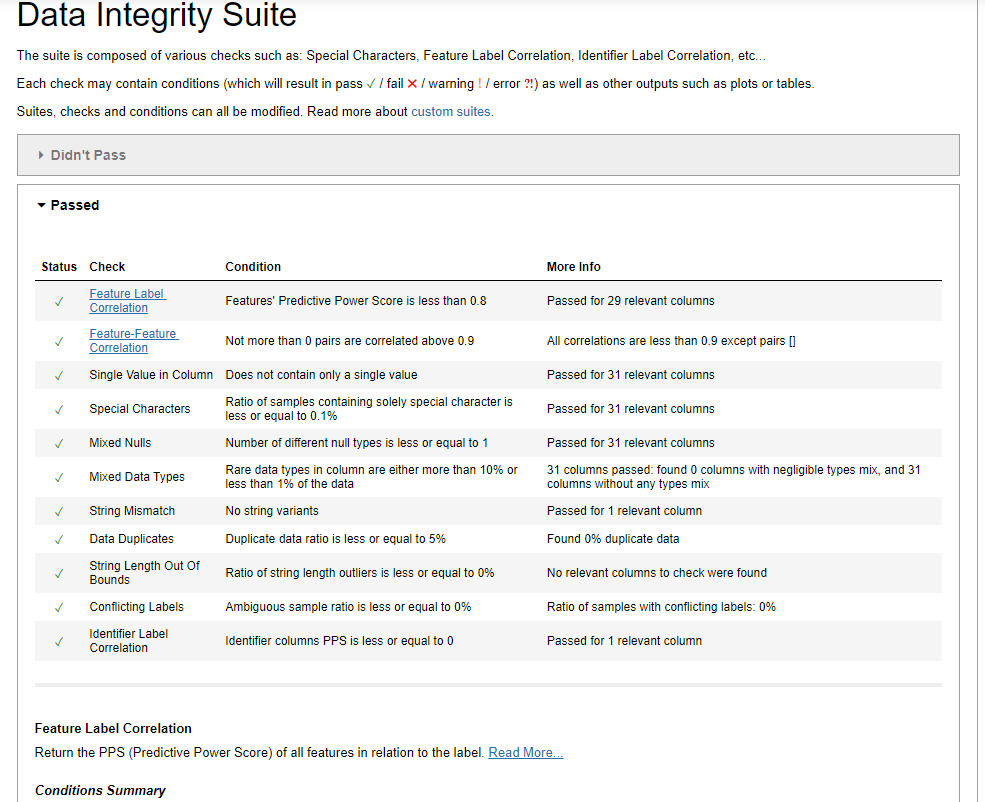 Data Integrity Suite
The suite is composed of various checks such as: Special Characters, Feature Label Correlation, Identifier Label Correlation, etc...
Each check may contain conditions (which will result in pass ✓ / fail ✕ / warning ! / error ?!) as well as other outputs such as plots or tables.
Suites, checks and conditions can all be modified. Read more about custom suites.
Didn't Pass
Passed
Status Check Condition More Info
✓ Feature Label Correlation Features' Predictive Power Score is less than 0.8 Passed for 29 relevant columns
✓ Feature-Feature Correlation Not more than 0 pairs are correlated above 0.9 All correlations are less than 0.9 except pairs []
✓ Single Value in Column Does not contain only a single value Passed for 31 relevant columns
✓ Special Characters Ratio of samples containing solely special character is less or equal to 0.1% Passed for 31 relevant columns
✓ Mixed Nulls Number of different null types is less or equal to 1 Passed for 31 relevant columns
✓ Mixed Data Types Rare data types in column are either more than 10% or less than 1% of the data 31 columns passed: found 0 columns with negligible types mix, and 31 columns without any types mix
✓ String Mismatch No string variants Passed for 1 relevant column
✓ Data Duplicates Duplicate data ratio is less or equal to 5% Found 0% duplicate data
✓ String Length Out Of Bounds Ratio of string length outliers is less or equal to 0% No relevant columns to check were found
✓ Conflicting Labels Ambiguous sample ratio is less or equal to 0% Ratio of samples with conflicting labels: 0%
✓ Identifier Label Correlation Identifier columns PPS is less or equal to 0 Passed for 1 relevant column
Feature Label Correlation
Return the PPS (Predictive Power Score) of all features in relation to the label. Read More...
Conditions Summary